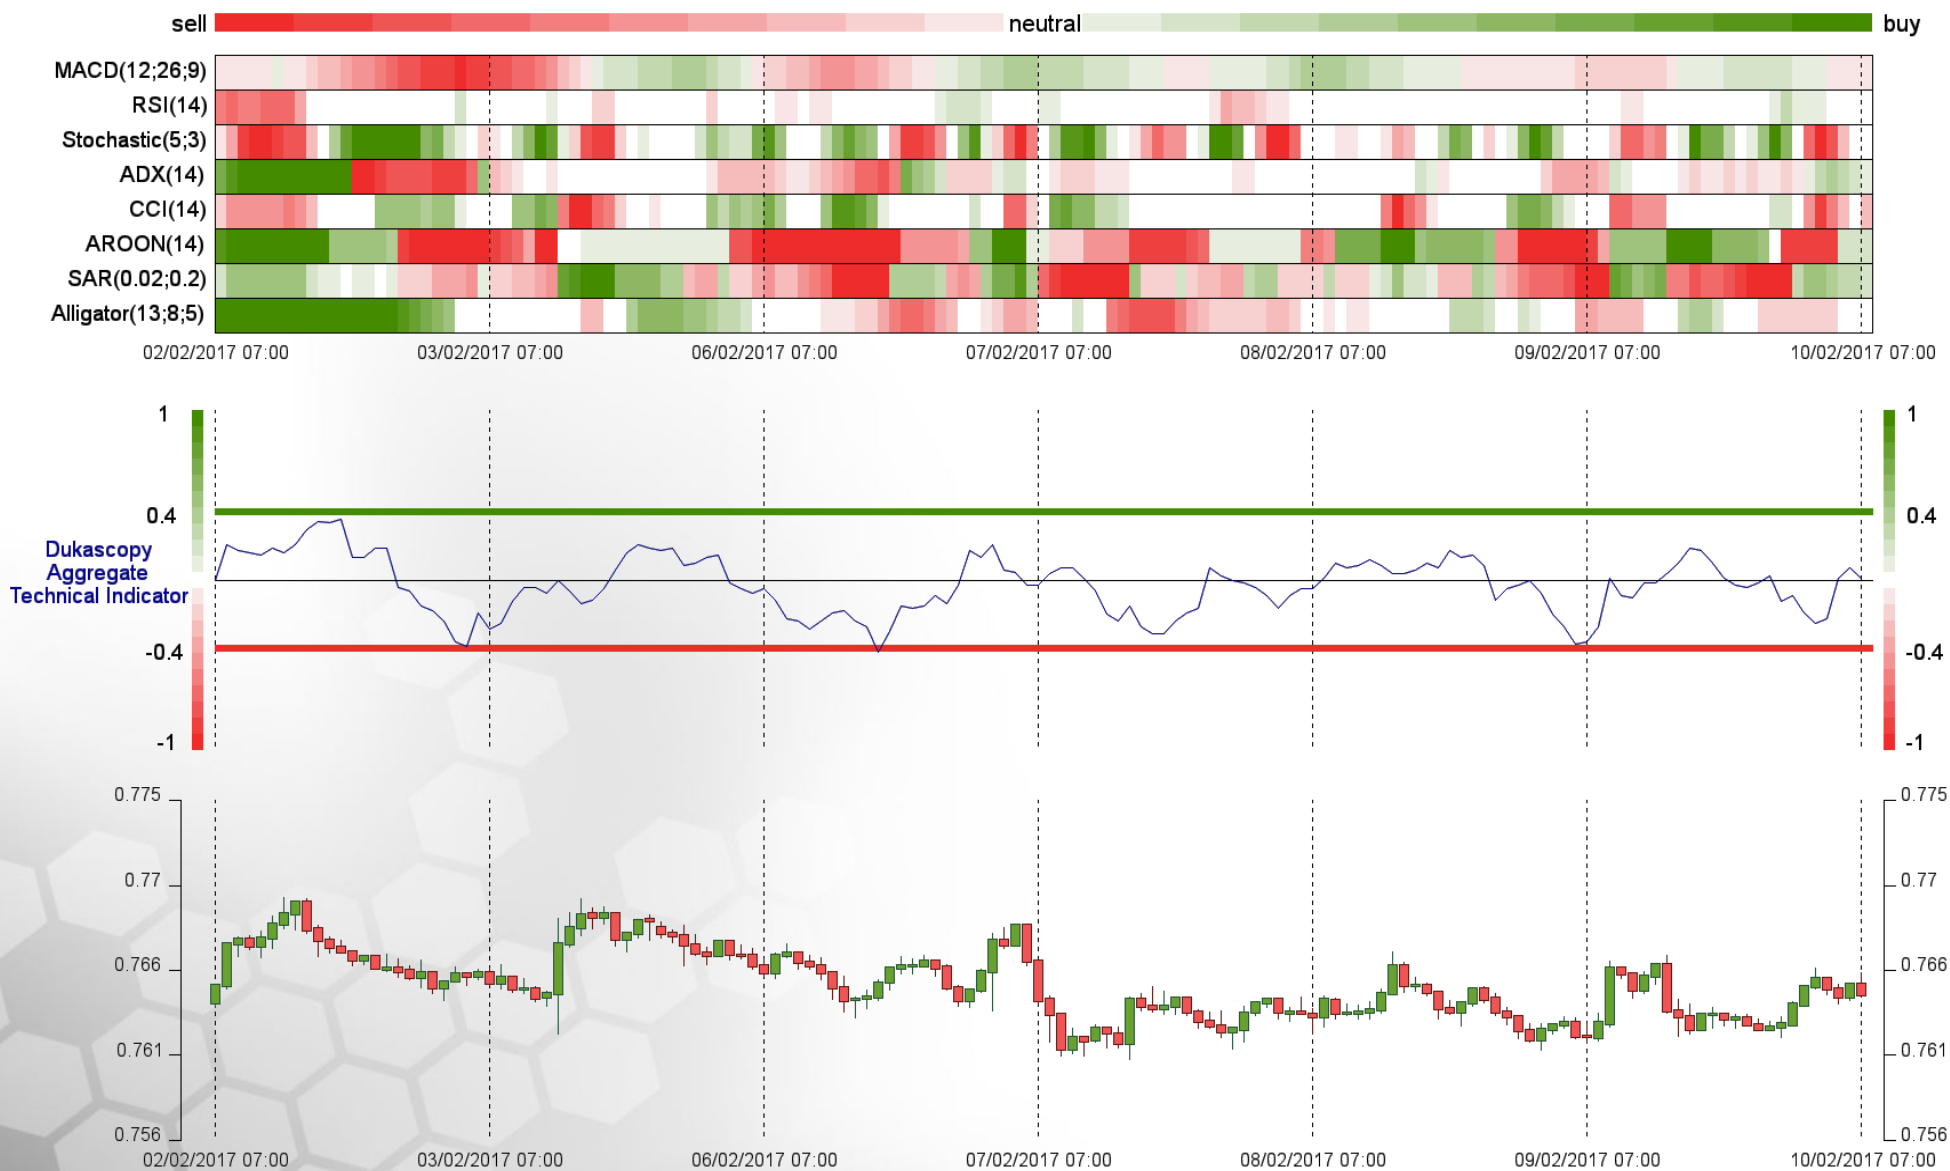 sell neutral buy
MACD(12;26;9)
RSI(14)
Stochastic(5;3)
ADX(14)
CCI(14)
AROON(14)
SAR(0.02;0.2)
Alligator(13;8;5)
02/02/2017 07:00 03/02/2017 07:00 06/02/2017 07:00 07/02/2017 07:00 08/02/2017 07:00 09/02/2017 07:00 10/02/2017 07:00
1 1
0.4 0.4
Dukascopy
Aggregate
Technical Indicator
-0.4 -0.4
-1 -1
0.775 0.775
0.77 0.77
0.766 0.766
0.761 0.761
0.756 0.756
02/02/2017 07:00 03/02/2017 07:00 06/02/2017 07:00 07/02/2017 07:00 08/02/2017 07:00 09/02/2017 07:00 10/02/2017 07:00